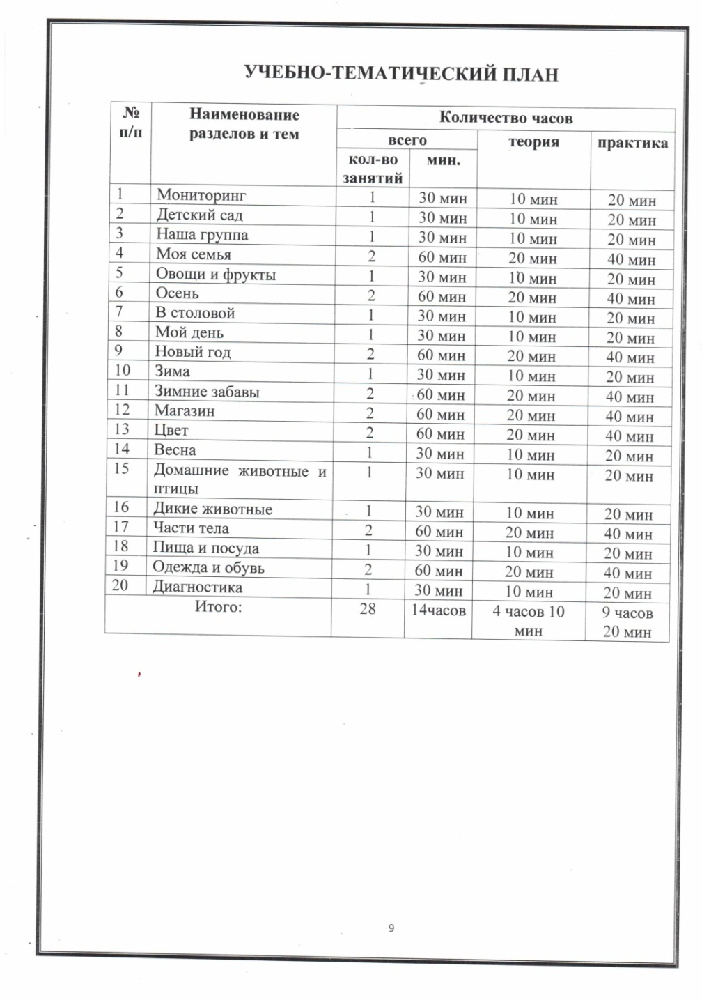 УЧЕБНО-ТЕМАТИЧЕСКИЙ ПЛАН
№ п/п Наименование разделов и тем Количество часов
всего теория практика
кол-во занятий мин.
1 Мониторинг 1 30 мин 10 мин 20 мин
2 Детский сад 1 30 мин 10 мин 20 мин
3 Наша группа 1 30 мин 10 мин 20 мин
4 Моя семья 2 60 мин 20 мин 40 мин
5 Овощи и фрукты 1 30 мин 10 мин 20 мин
6 Осень 2 60 мин 20 мин 40 мин
7 В столовой 1 30 мин 10 мин 20 мин
8 Мой день 1 30 мин 10 мин 20 мин
9 Новый год 2 60 мин 20 мин 40 мин
10 Зима 1 30 мин 10 мин 20 мин
11 Зимние забавы 2 60 мин 20 мин 40 мин
12 Магазин 2 60 мин 20 мин 40 мин
13 Цвет 2 60 мин 20 мин 40 мин
14 Весна 1 30 мин 10 мин 20 мин
15 Домашние животные и 1 30 мин 10 мин 20 мин
птицы
16 Дикие животные 1 30 мин 10 мин 20 мин
17 Части тела 2 60 мин 20 мин 40 мин
18 Пища и посуда 1 30 мин 10 мин 20 мин
19 Одежда и обувь 2 60 мин 20 мин 40 мин
20 Диагностика 1 30 мин 10 мин 20 мин
Итого: 28 14часов 4 часов 10 9 часов
мин 20 мин
9